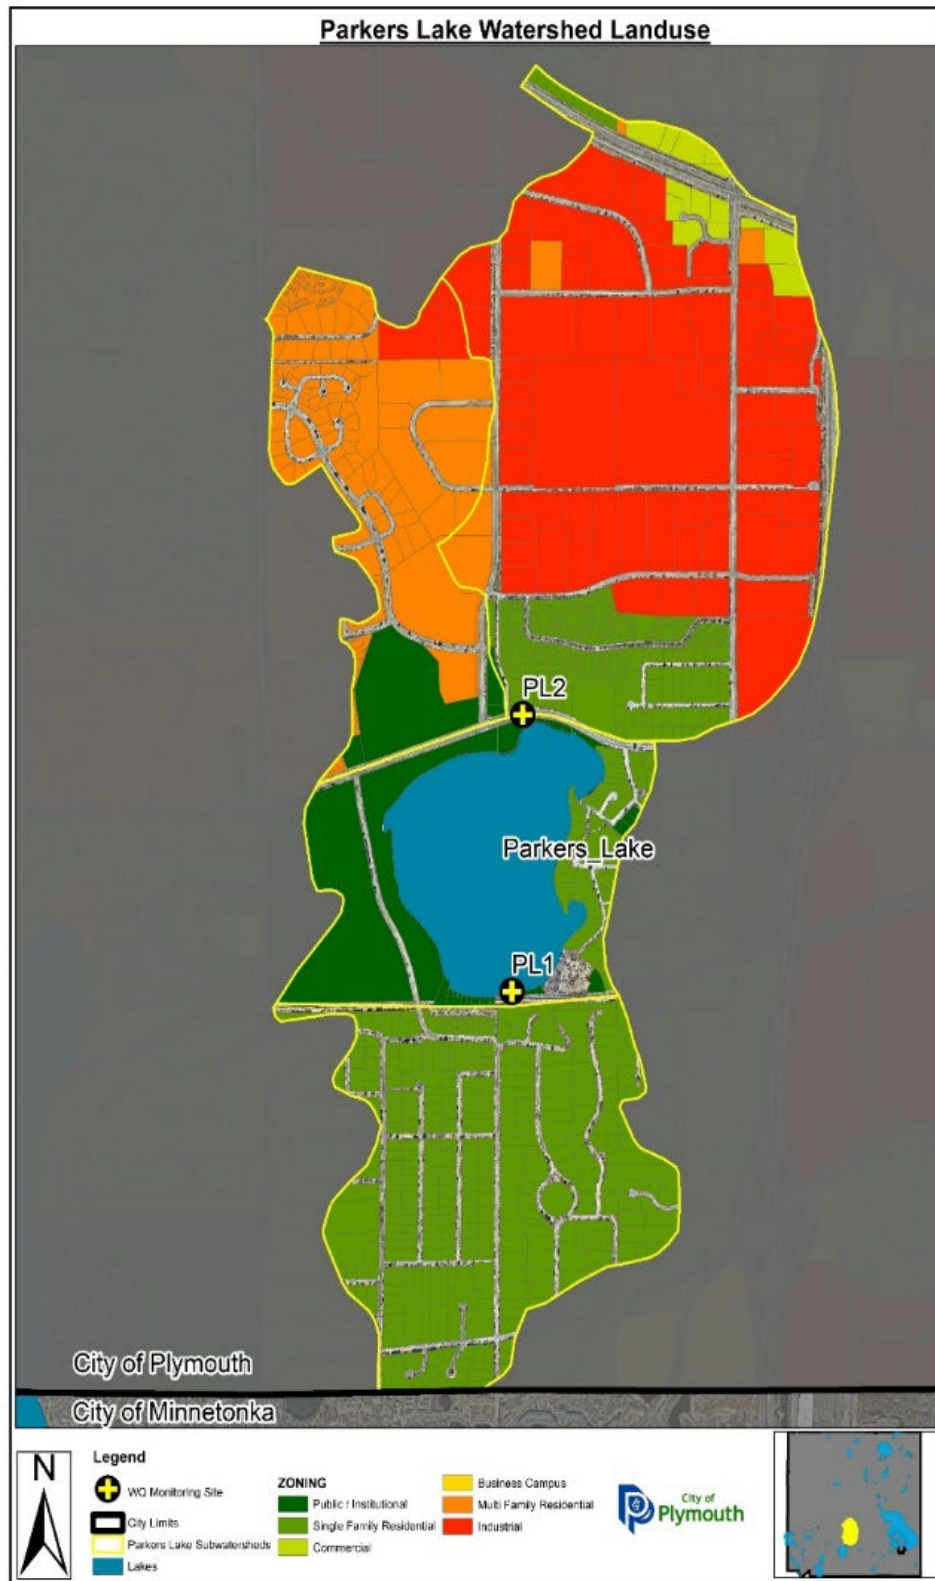 Parkers Lake Watershed Landuse
PL2
Parkers_Lake
PL1
City of Plymouth
City of Minnetonka
N
Legend
WQ Monitoring Site
City Limits
Parkers Lake Subwatersheds
Lakes
ZONING
Public / Institutional
Single Family Residential
Commercial
Business Campus
Multi Family Residential
Industrial
City of
Plymouth